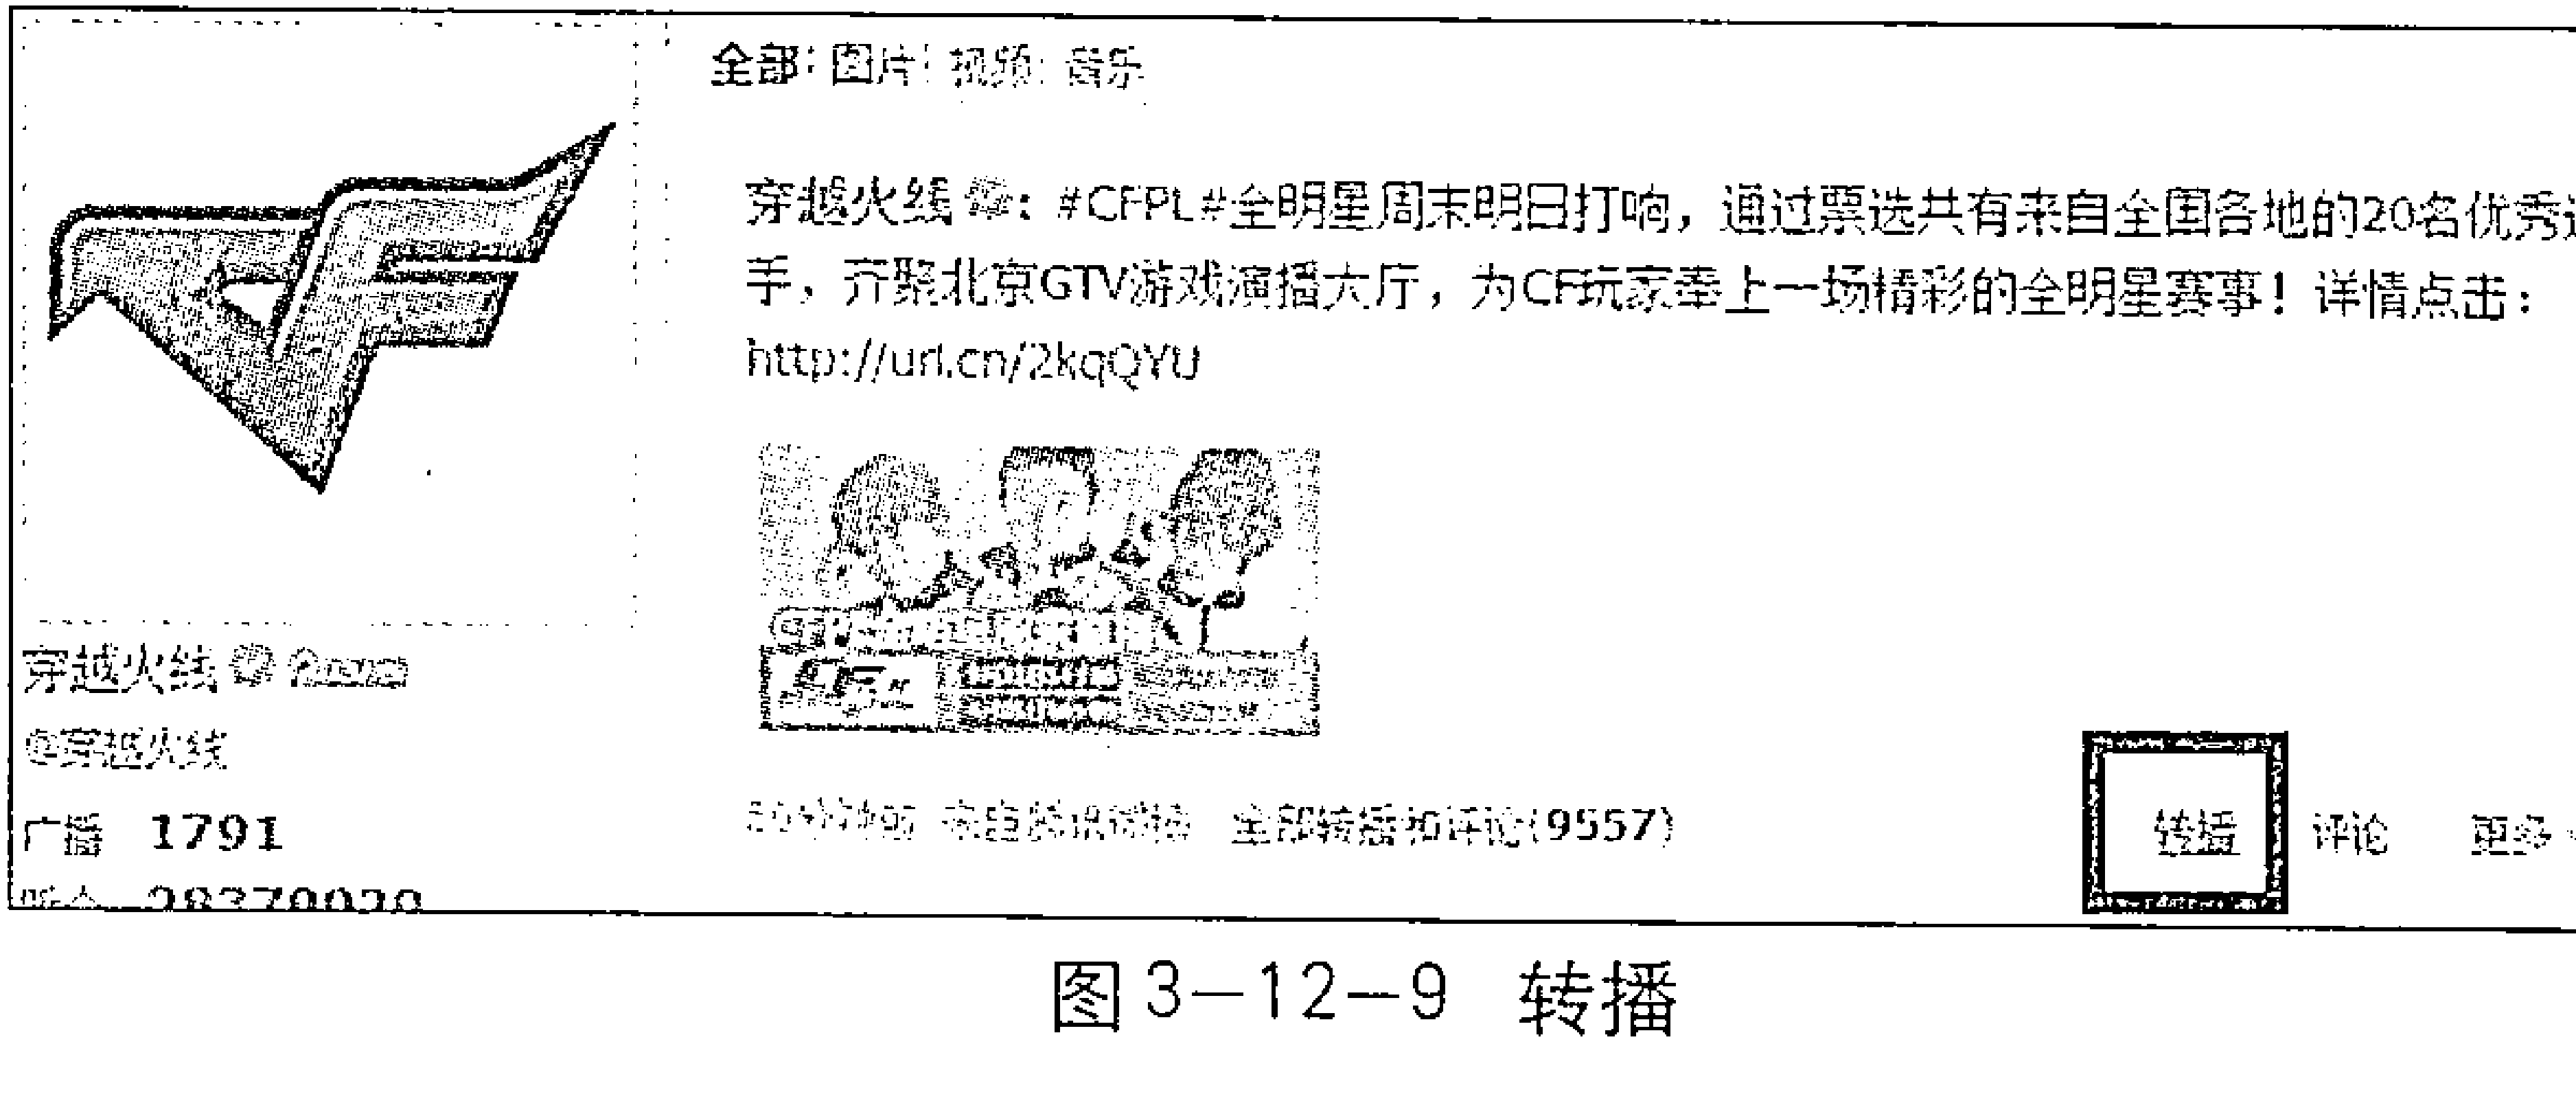 全部 图片 视频 音乐
穿越火线：#CFPL#全明星周末明日打响，通过票选共有来自全国各地的20名优秀选
手，齐聚北京GTV游戏演播大厅，为CF玩家奉上一场精彩的全明星赛事！详情点击：
http://url.cn/2kqQYU
穿越火线
@穿越火线
广播 1791
听众
全部转播和评论(9557)
转播 评论 更多
图3-12-9 转播